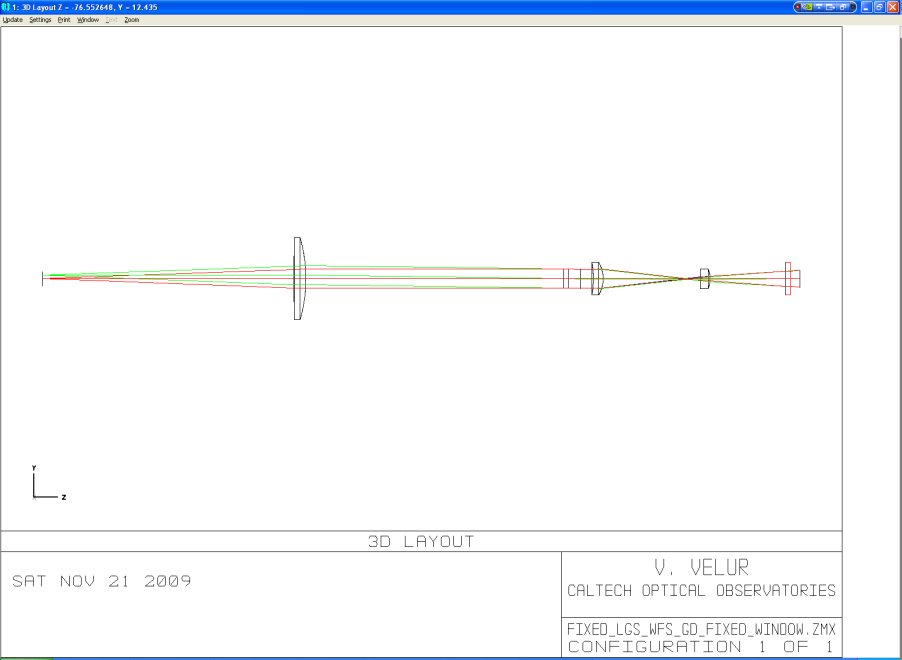 1: 3D Layout Z = -76.552648, Y = 12.435
Update Settings Print Window Text Zoom
Y
Z
3D LAYOUT
SAT NOV 21 2009
V. VELUR
CALTECH OPTICAL OBSERVATORIES
FIXED_LGS_WFS_GD_FIXED_WINDOW.ZMX
CONFIGURATION 1 OF 1